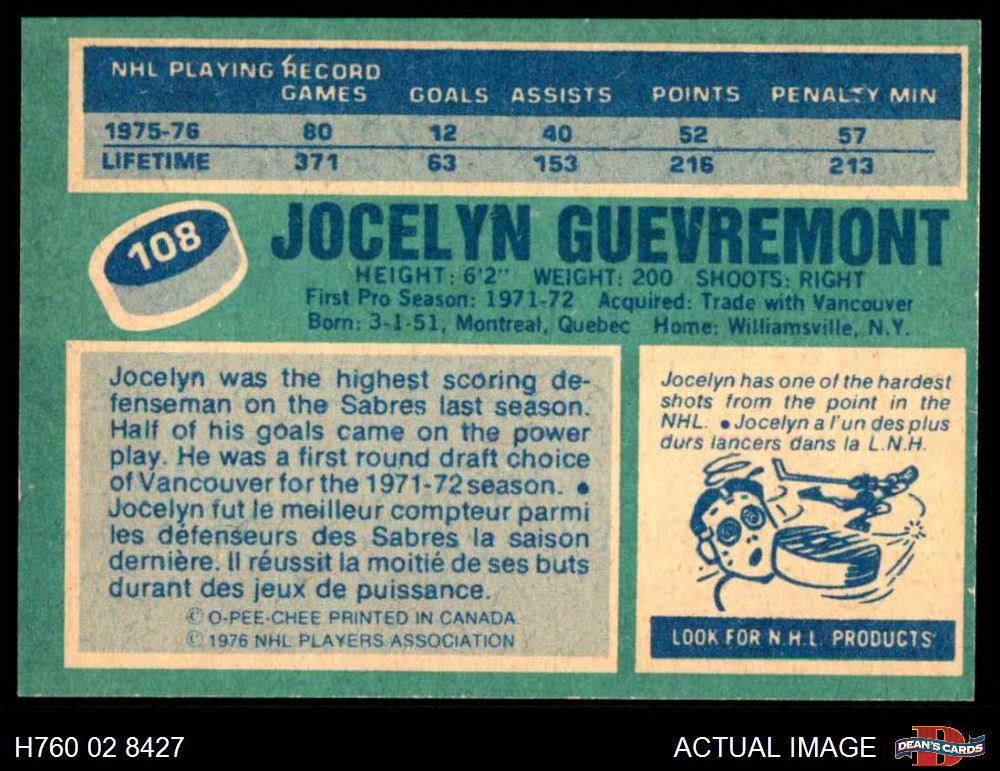 NHL PLAYING RECORD
GAMES GOALS ASSISTS POINTS PENALTY MIN
1975-76 80 12 40 52 57
LIFETIME 371 63 153 216 213
108
JOCELYN GUEVREMONT
HEIGHT: 6'2" WEIGHT: 200 SHOOTS: RIGHT
First Pro Season: 1971-72 Acquired: Trade with Vancouver
Born: 3-1-51, Montreal, Quebec Home: Williamsville, N.Y.
Jocelyn was the highest scoring de-
fenseman on the Sabres last season.
Half of his goals came on the power
play. He was a first round draft choice
of Vancouver for the 1971-72 season. •
Jocelyn fut le meilleur compteur parmi
les défenseurs des Sabres la saison
dernière. Il réussit la moitié de ses buts
durant des jeux de puissance.
© O-PEE-CHEE PRINTED IN CANADA
© 1976 NHL PLAYERS ASSOCIATION
Jocelyn has one of the hardest
shots from the point in the
NHL. • Jocelyn a l'un des plus
durs lancers dans la L.N.H.
LOOK FOR N.H.L. PRODUCTS
H760 02 8427
ACTUAL IMAGE
DEAN'S CARDS